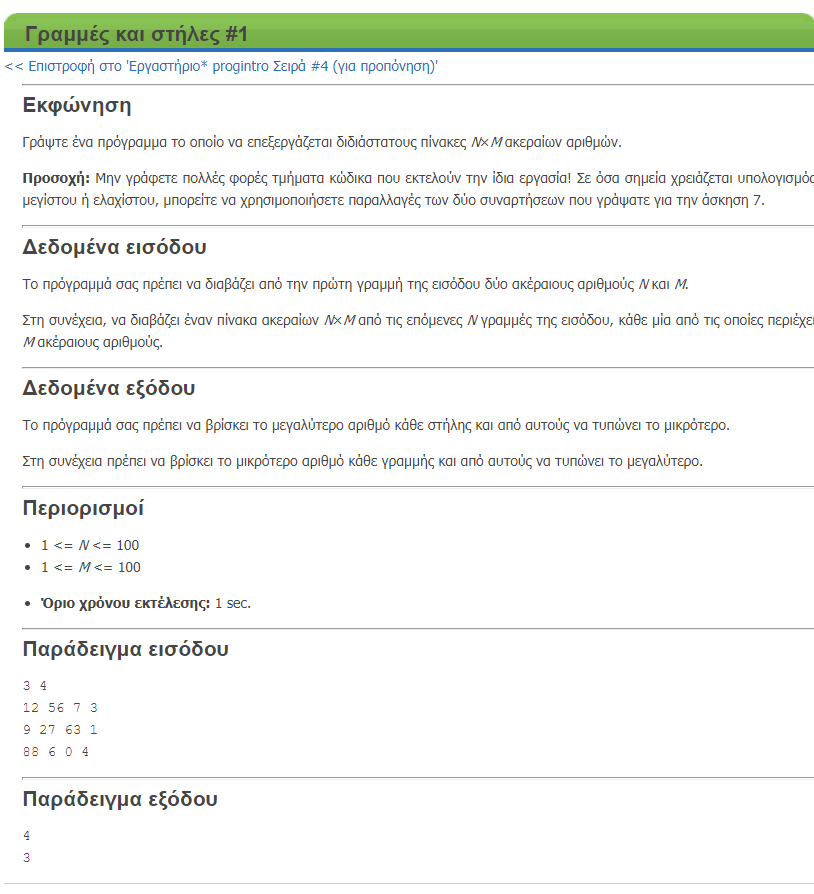 Γραμμές και στήλες #1
<< Επιστροφή στο 'Εργαστήριο* progintro Σειρά #4 (για προπόνηση)'
Εκφώνηση
Γράψτε ένα πρόγραμμα το οποίο να επεξεργάζεται διδιάστατους πίνακες N×M ακεραίων αριθμών.
Προσοχή: Μην γράφετε πολλές φορές τμήματα κώδικα που εκτελούν την ίδια εργασία! Σε όσα σημεία χρειάζεται υπολογισμός
μεγίστου ή ελαχίστου, μπορείτε να χρησιμοποιήσετε παραλλαγές των δύο συναρτήσεων που γράψατε για την άσκηση 7.
Δεδομένα εισόδου
Το πρόγραμμά σας πρέπει να διαβάζει από την πρώτη γραμμή της εισόδου δύο ακέραιους αριθμούς N και M.
Στη συνέχεια, να διαβάζει έναν πίνακα ακεραίων N×M από τις επόμενες N γραμμές της εισόδου, κάθε μία από τις οποίες περιέχει
M ακέραιους αριθμούς.
Δεδομένα εξόδου
Το πρόγραμμά σας πρέπει να βρίσκει το μεγαλύτερο αριθμό κάθε στήλης και από αυτούς να τυπώνει το μικρότερο.
Στη συνέχεια πρέπει να βρίσκει το μικρότερο αριθμό κάθε γραμμής και από αυτούς να τυπώνει το μεγαλύτερο.
Περιορισμοί
• 1 <= N <= 100
• 1 <= M <= 100
• Όριο χρόνου εκτέλεσης: 1 sec.
Παράδειγμα εισόδου
3 4
12 56 7 3
9 27 63 1
88 6 0 4
Παράδειγμα εξόδου
4
3